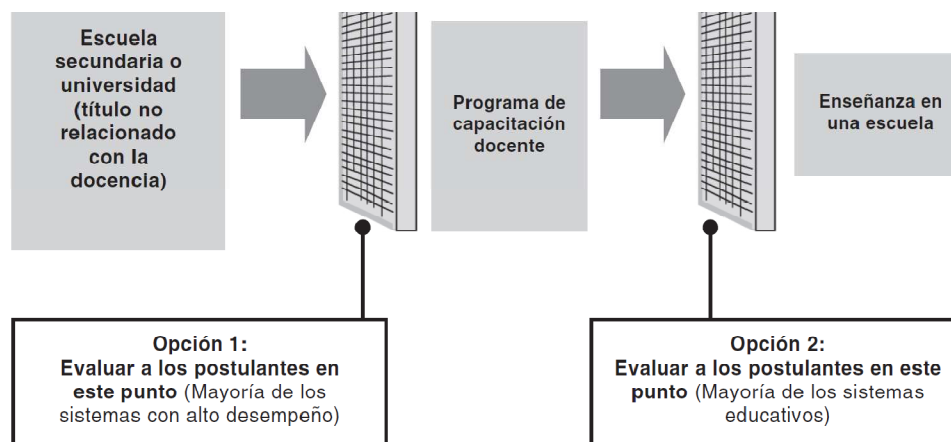 Escuela
secundaria o
universidad
(título no
relacionado
con la
docencia)
Programa de
capacitación
docente
Enseñanza en
una escuela
Opción 1:
Evaluar a los postulantes en
este punto (Mayoría de los
sistemas con alto desempeño)
Opción 2:
Evaluar a los postulantes en este
punto (Mayoría de los sistemas
educativos)